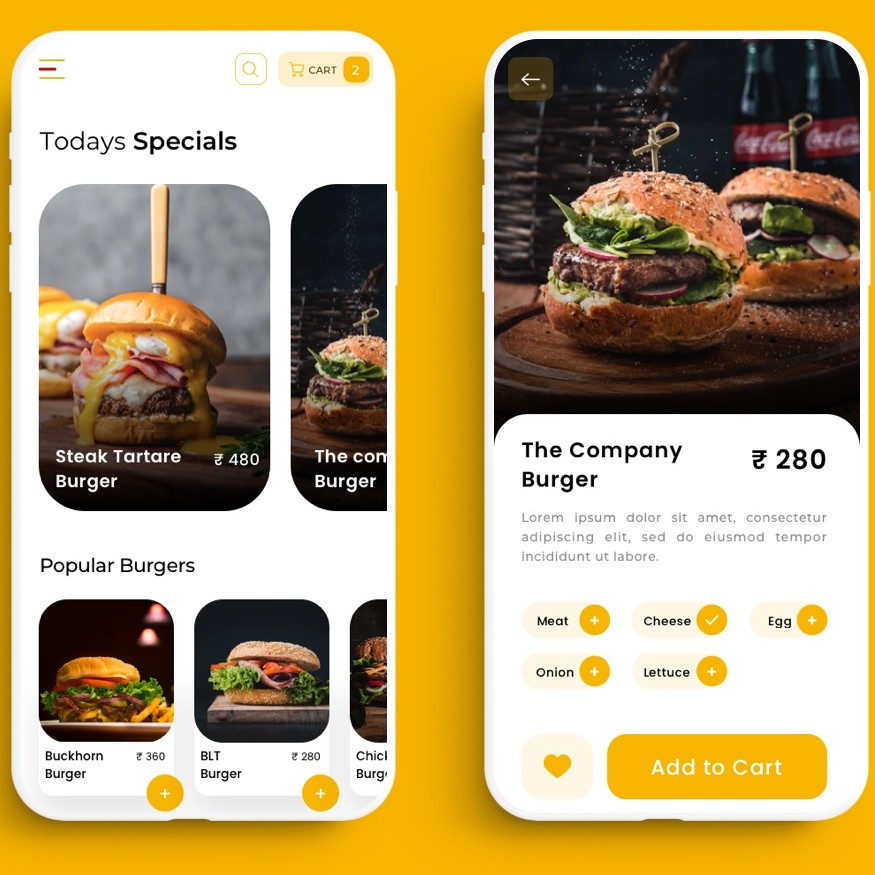 CART 2
Todays Specials
Steak Tartare
Burger
₹ 480
The com
Burger
Popular Burgers
Buckhorn
Burger
₹ 360
BLT
Burger
₹ 280
Chick
Burge
Coca-Cola
Coca-Cola
The Company
Burger
₹ 280
Lorem ipsum dolor sit amet, consectetur
adipiscing elit, sed do eiusmod tempor
incididunt ut labore.
Meat
Cheese
Egg
Onion
Lettuce
Add to Cart